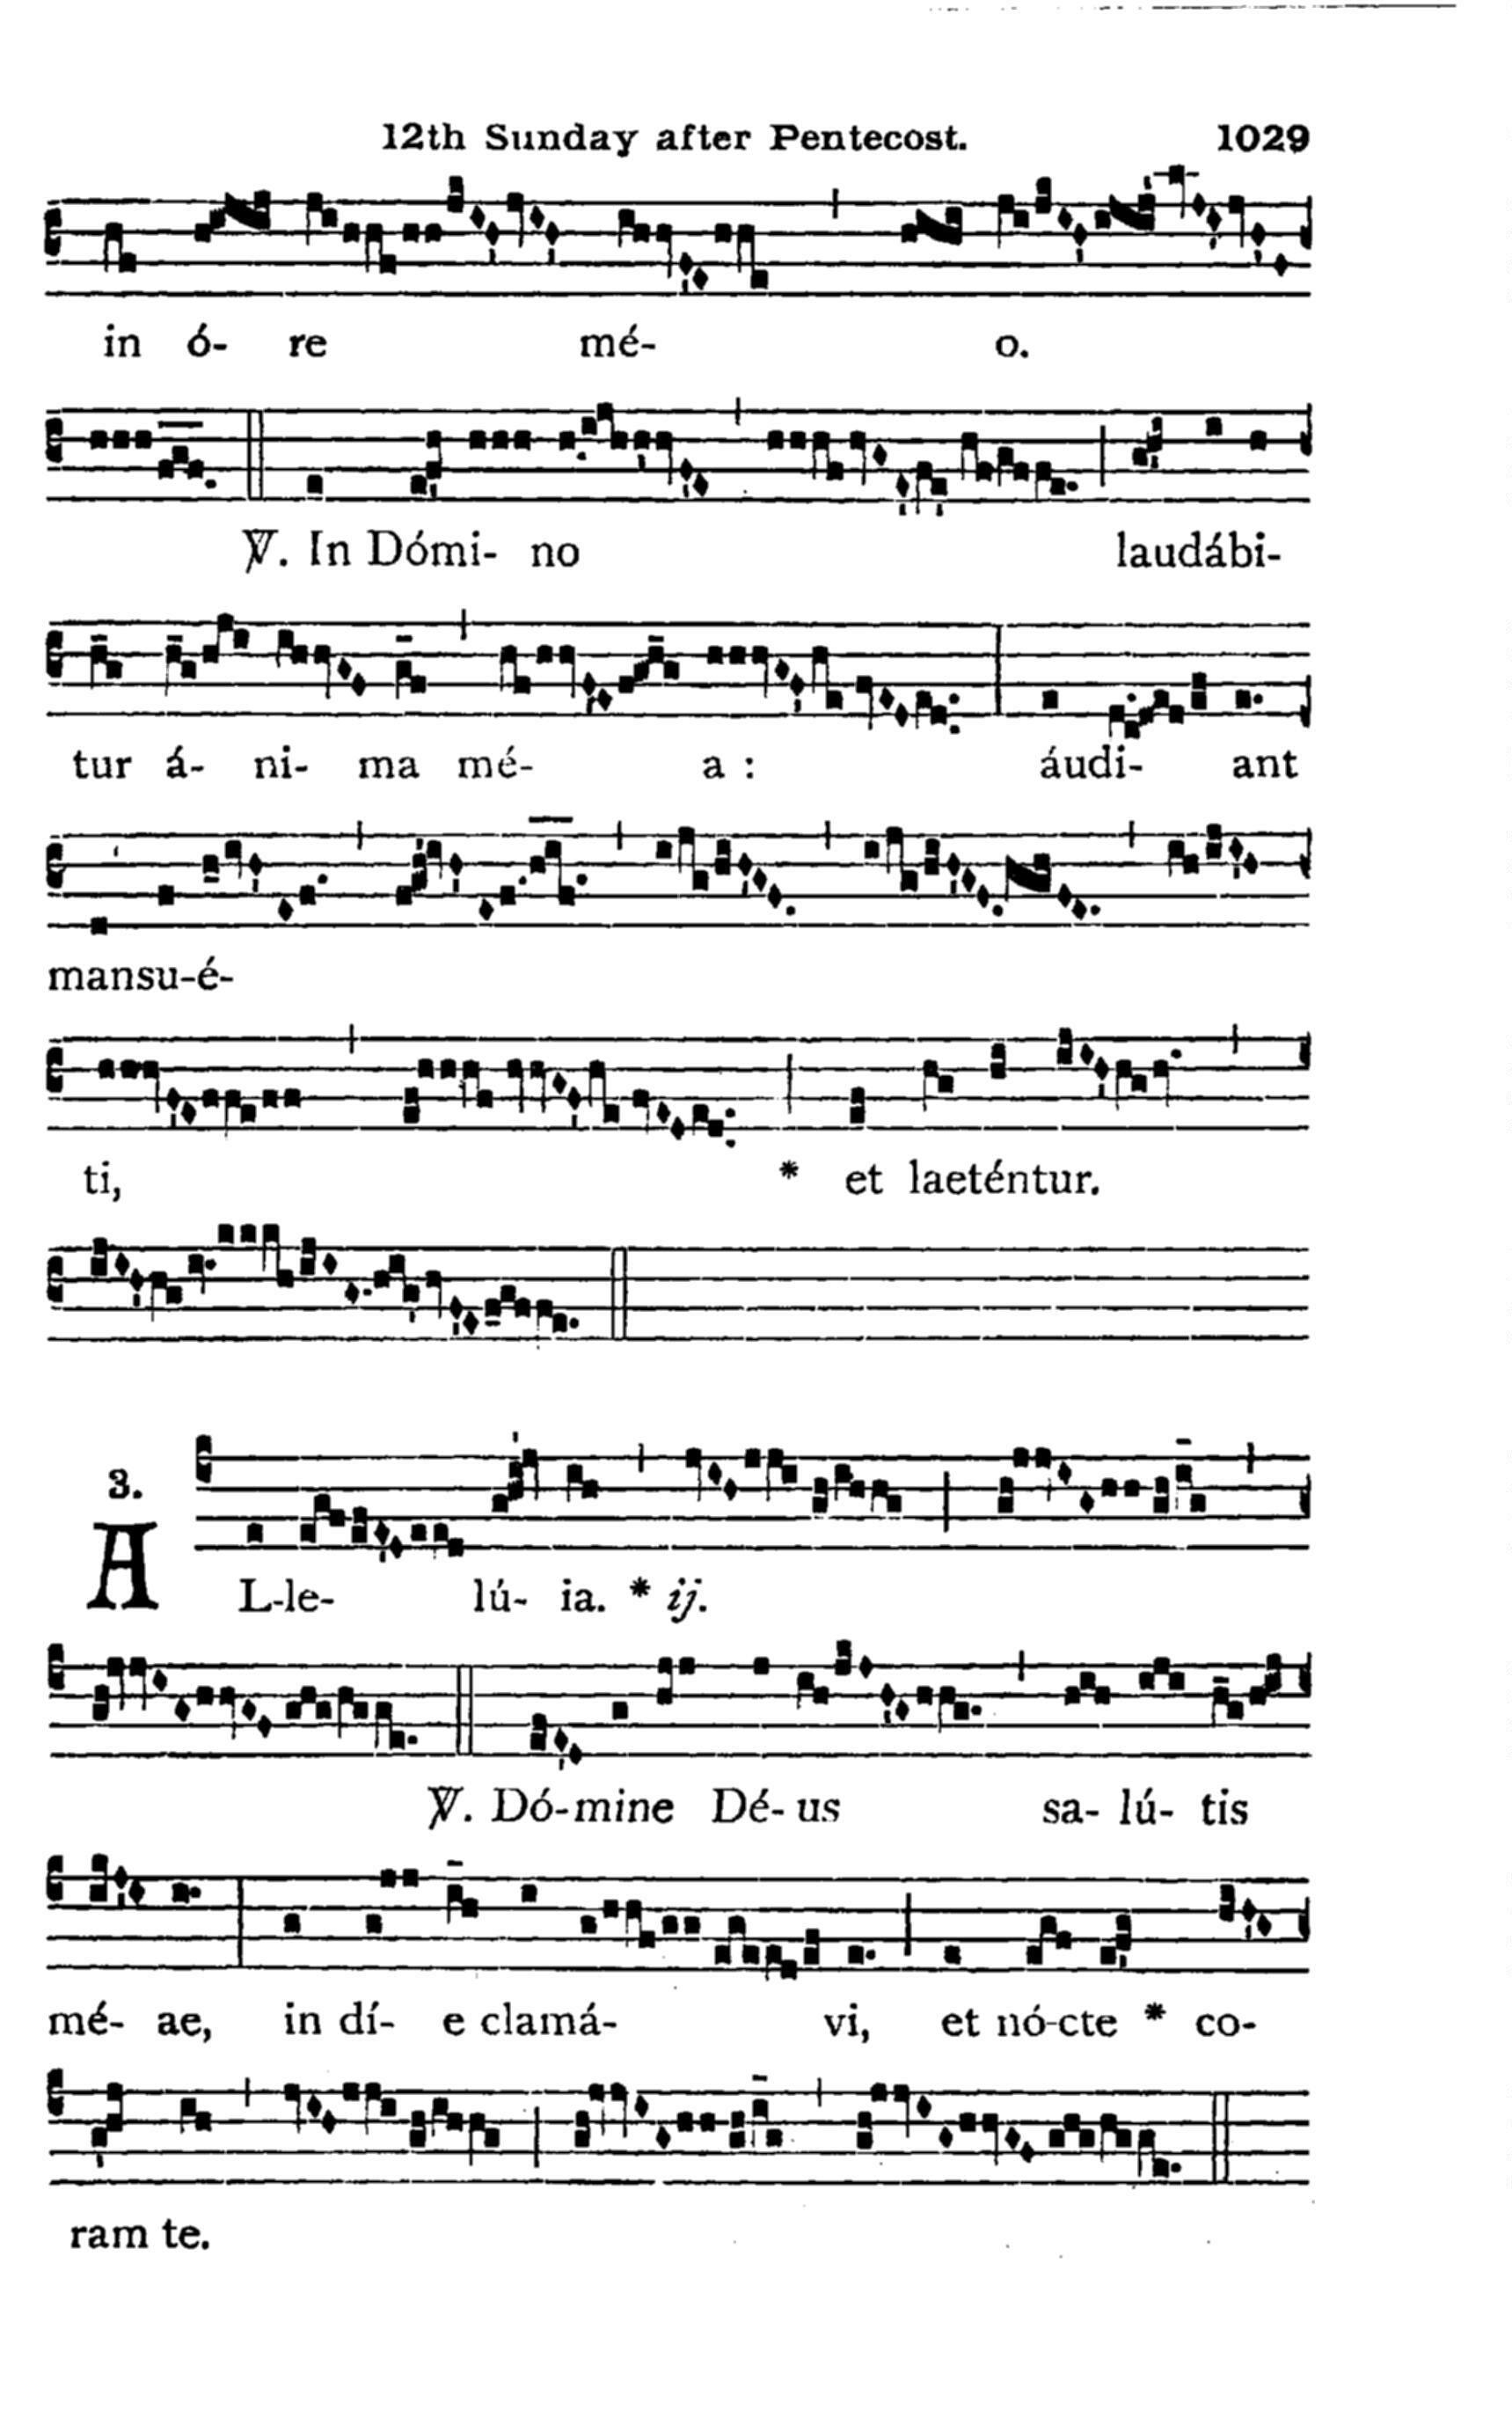 12th Sunday after Pentecost. 1029
in ó- re mé- o.
℣. In Dómi- no laudábi-
tur á- ni- ma mé- a : áudi- ant
mansu-é-
ti, * et laeténtur.
3.
AL-le- lú- ia. * ij.
℣. Dó-mine Dé- us sa- lú- tis
mé- ae, in dí- e clamá- vi, et nó-cte * co-
ram te.